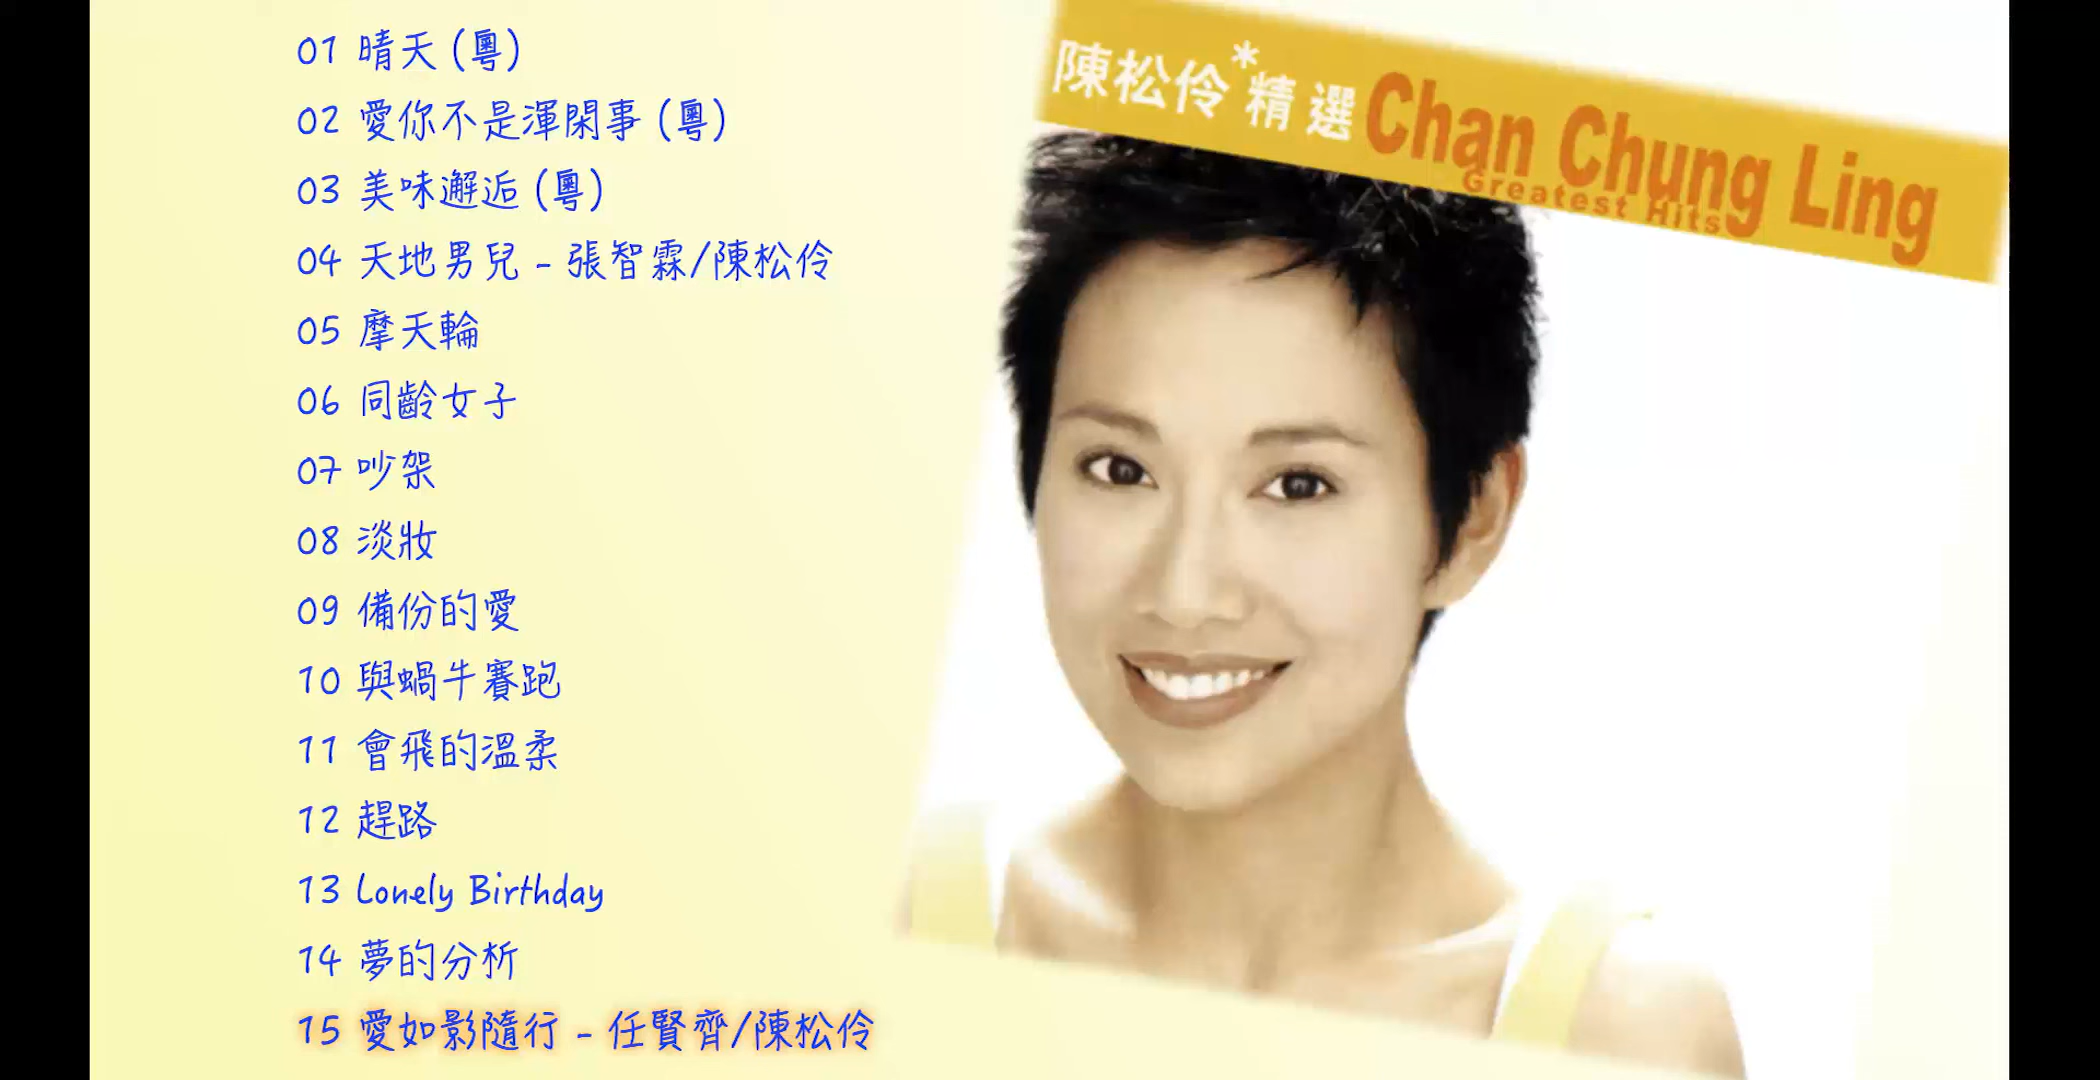 01 晴天 (粵)
02 愛你不是渾閑事 (粵)
03 美味邂逅 (粵)
04 天地男兒 - 張智霖/陳松伶
05 摩天輪
06 同齡女子
07 吵架
08 淡妝
09 備份的愛
10 與蝸牛賽跑
11 會飛的溫柔
12 趕路
13 Lonely Birthday
14 夢的分析
15 愛如影隨行 - 任賢齊/陳松伶
陳松伶*精選 Chan Chung Ling
Greatest Hits